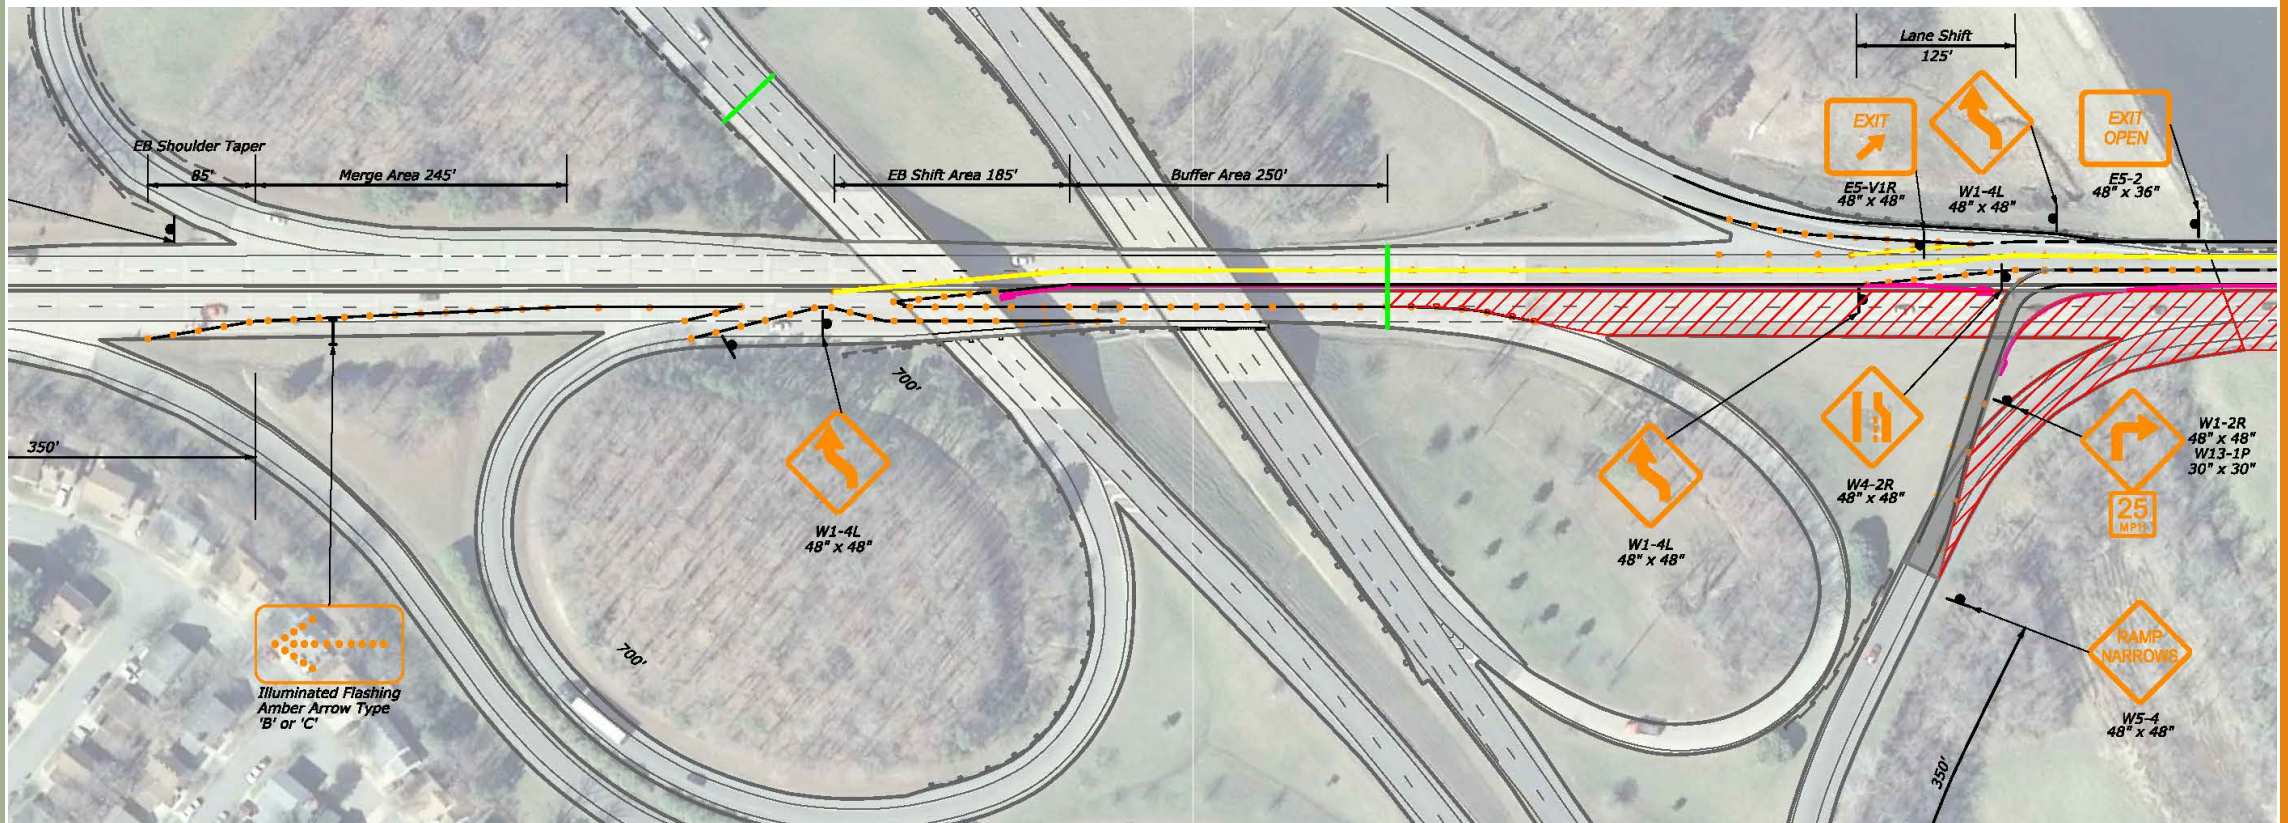 Lane Shift
125'
EXIT
EXIT
OPEN
E5-V1R
48" x 48"
W1-4L
48" x 48"
E5-2
48" x 36"
EB Shoulder Taper
85'
Merge Area 245'
EB Shift Area 185'
Buffer Area 250'
700'
350'
W1-4L
48" x 48"
W1-4L
48" x 48"
W4-2R
48" x 48"
W1-2R
48" x 48"
W13-1P
30" x 30"
25
MPH
700'
Illuminated Flashing
Amber Arrow Type
'B' or 'C'
RAMP
NARROWS
W5-4
48" x 48"
350'